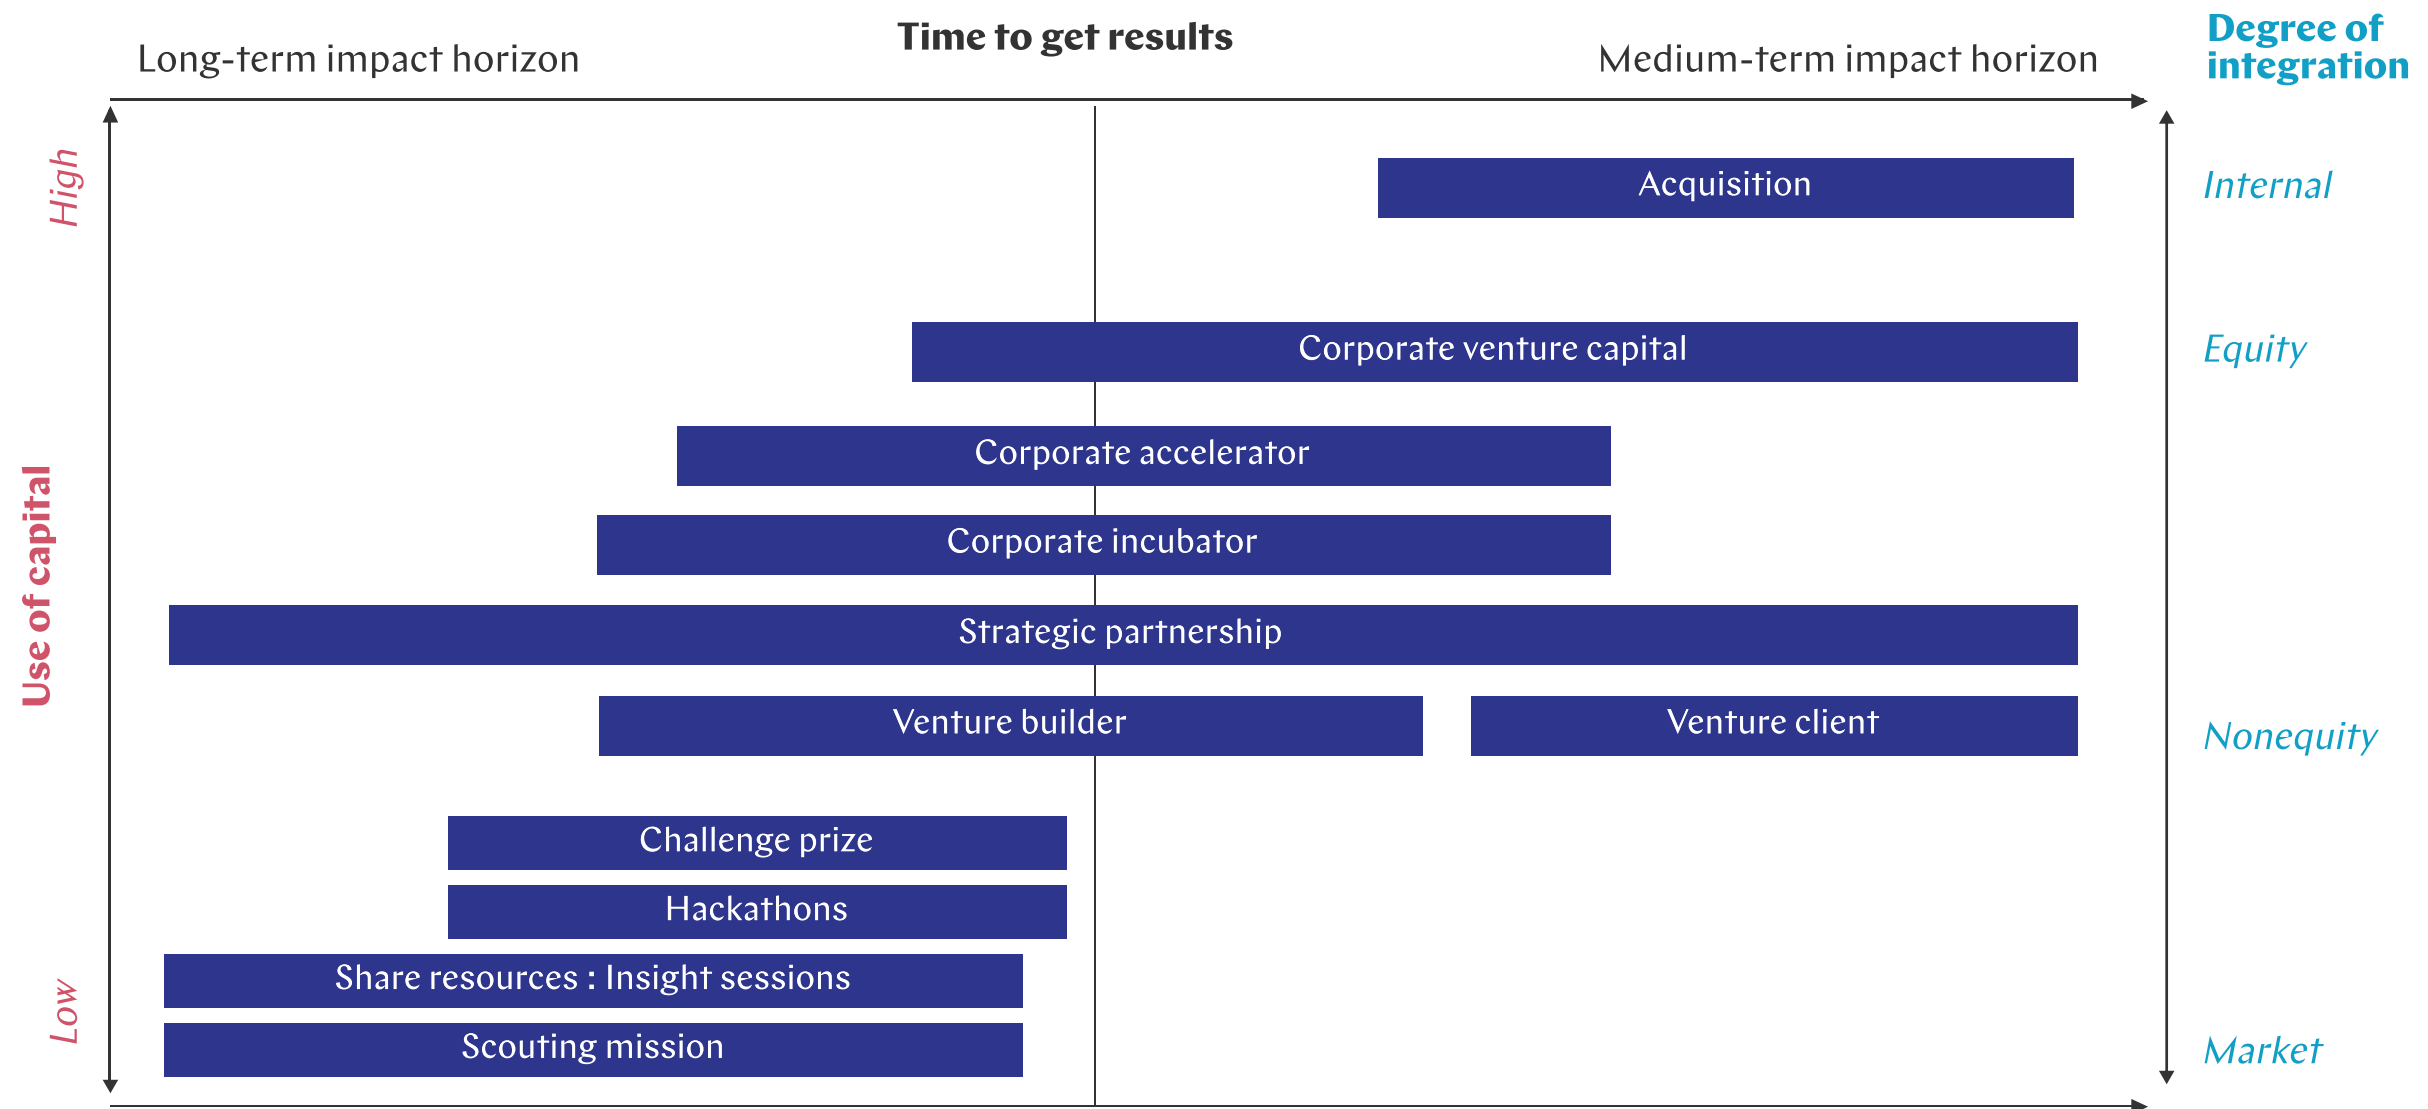 Time to get results
Long-term impact horizon
Medium-term impact horizon
Degree of
integration
High
Use of capital
Low
Acquisition
Internal
Corporate venture capital
Equity
Corporate accelerator
Corporate incubator
Strategic partnership
Venture builder
Venture client
Nonequity
Challenge prize
Hackathons
Share resources : Insight sessions
Scouting mission
Market